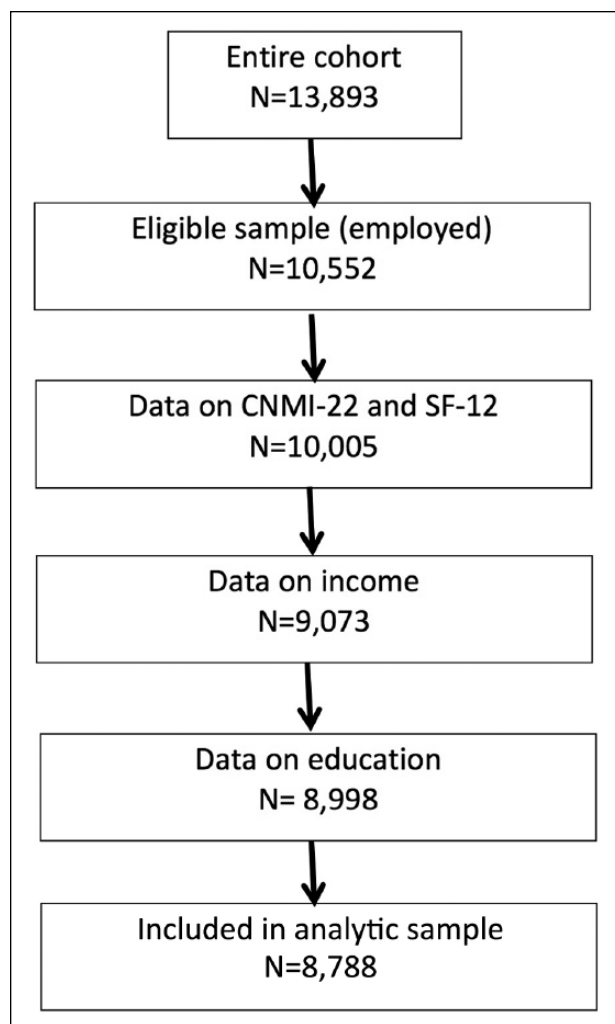 Entire cohort
N=13,893
Eligible sample (employed)
N=10,552
Data on CNMI-22 and SF-12
N=10,005
Data on income
N=9,073
Data on education
N= 8,998
Included in analytic sample
N=8,788